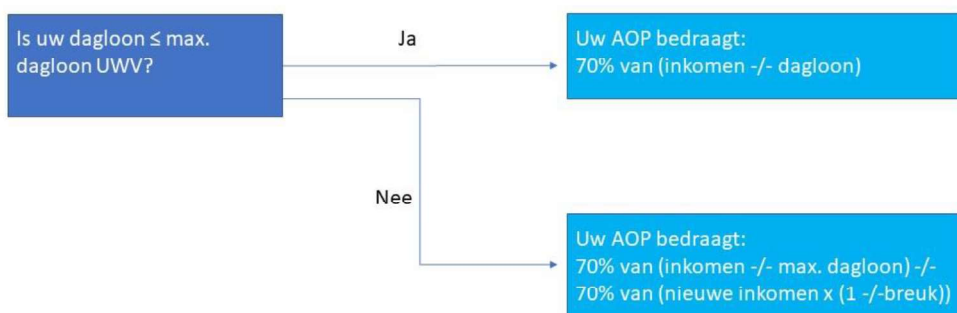 Is uw dagloon ≤ max.
dagloon UWV?
Ja
Uw AOP bedraagt:
70% van (inkomen -/- dagloon)
Nee
Uw AOP bedraagt:
70% van (inkomen -/- max. dagloon) -/-
70% van (nieuwe inkomen x (1 -/-breuk))